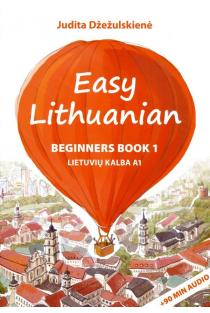 Judita Džežulskienė
Easy
Lithuanian
BEGINNERS BOOK 1
LIETUVIŲ KALBA A1
+90 MIN AUDIO